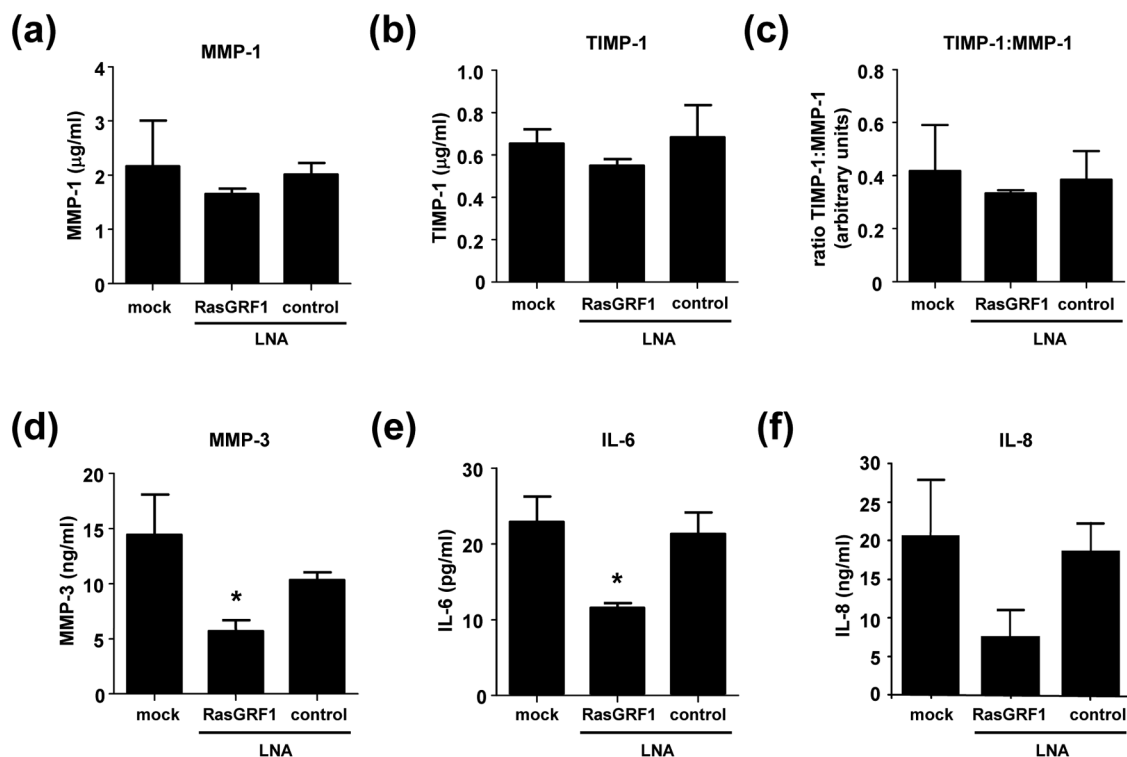 (a)
MMP-1
MMP-1 (µg/ml)
4
3
2
1
0
mock
RasGRF1
control
LNA
(b)
TIMP-1
TIMP-1 (µg/ml)
1.0
0.8
0.6
0.4
0.2
0
mock
RasGRF1
control
LNA
(c)
TIMP-1:MMP-1
ratio TIMP-1:MMP-1
(arbitrary units)
0.8
0.6
0.4
0.2
0
mock
RasGRF1
control
LNA
(d)
MMP-3
MMP-3 (ng/ml)
20
15
10
5
0
*
mock
RasGRF1
control
LNA
(e)
IL-6
IL-6 (pg/ml)
30
20
10
0
*
mock
RasGRF1
control
LNA
(f)
IL-8
IL-8 (ng/ml)
30
25
20
15
10
5
0
mock
RasGRF1
control
LNA